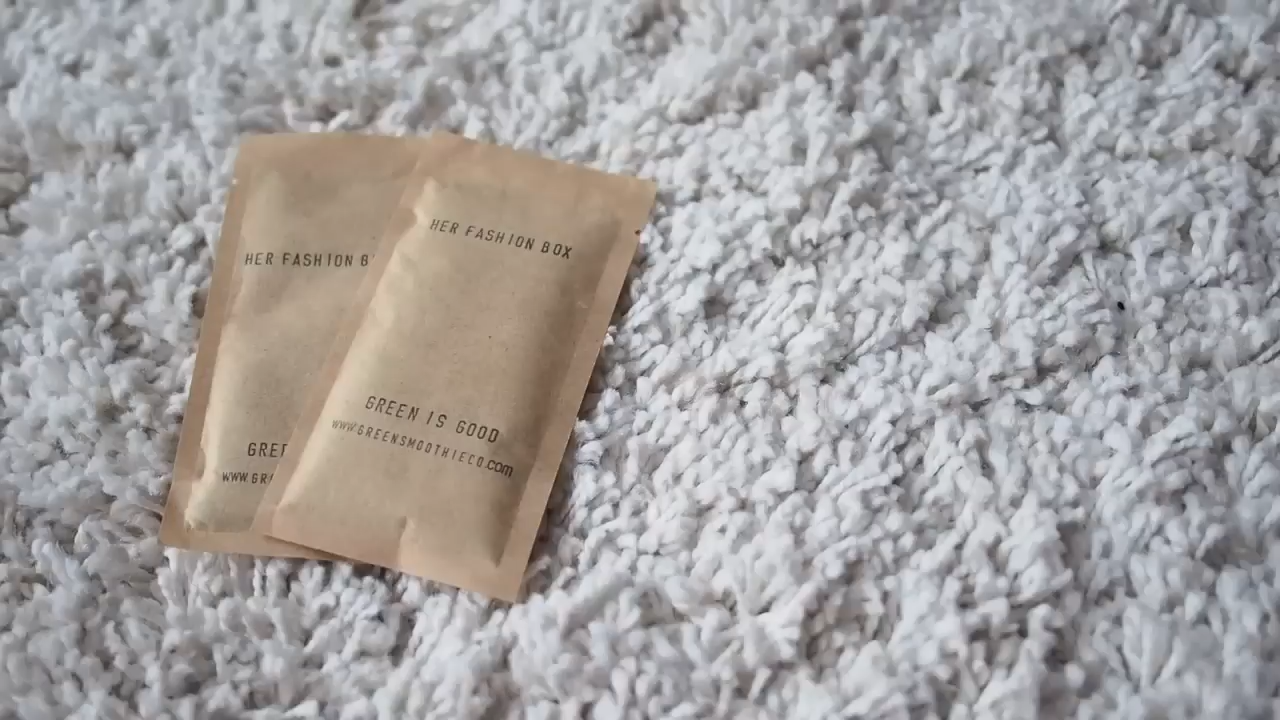 HER FASHION B
GREE
WWW.GR
HER FASHION BOX
GREEN IS GOOD
WWW.GREENSMOOTHIECO.com